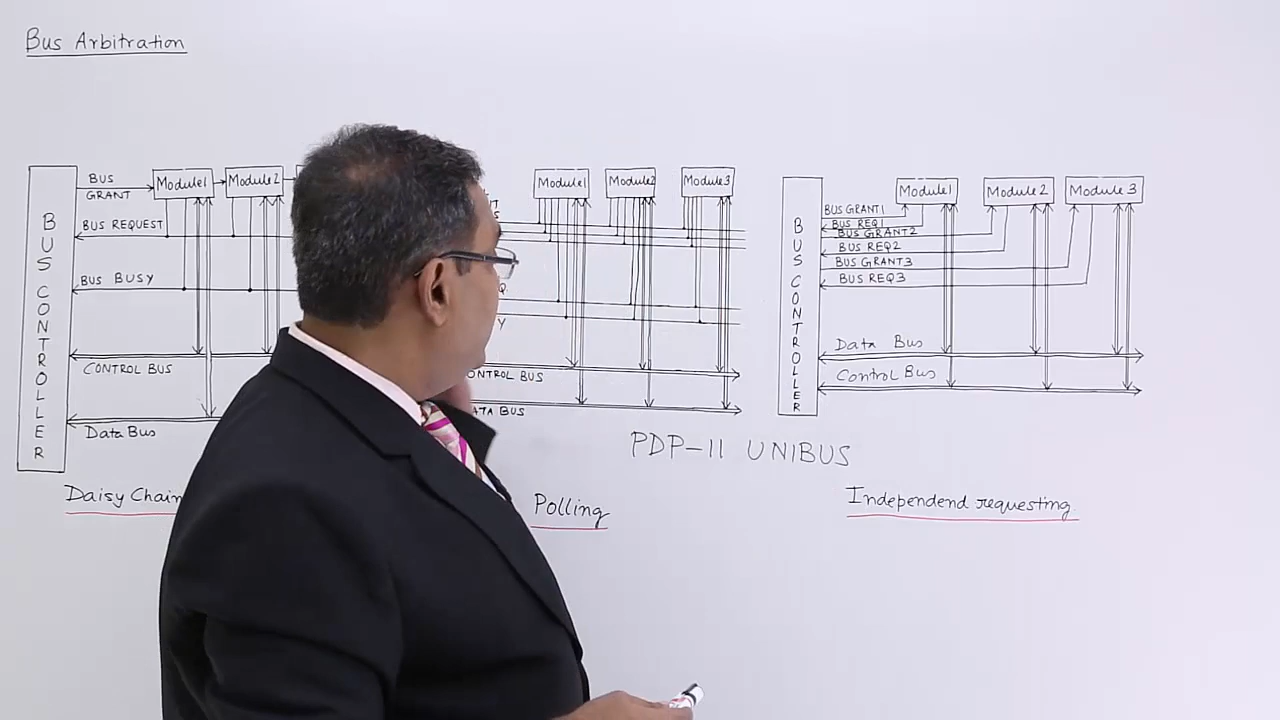 Bus Arbitration
BUS CONTROLLER
BUS GRANT
Module1
Module2
BUS REQUEST
BUS BUSY
CONTROL BUS
Data Bus
Daisy Chain
Module1
Module2
Module3
CONTROL BUS
DATA BUS
Polling
PDP-11 UNIBUS
BUS CONTROLLER
Module1
Module 2
Module 3
BUS GRANT1
BUS REQ1
BUS GRANT2
BUS REQ2
BUS GRANT3
BUS REQ3
Data Bus
Control Bus
Independend requesting.